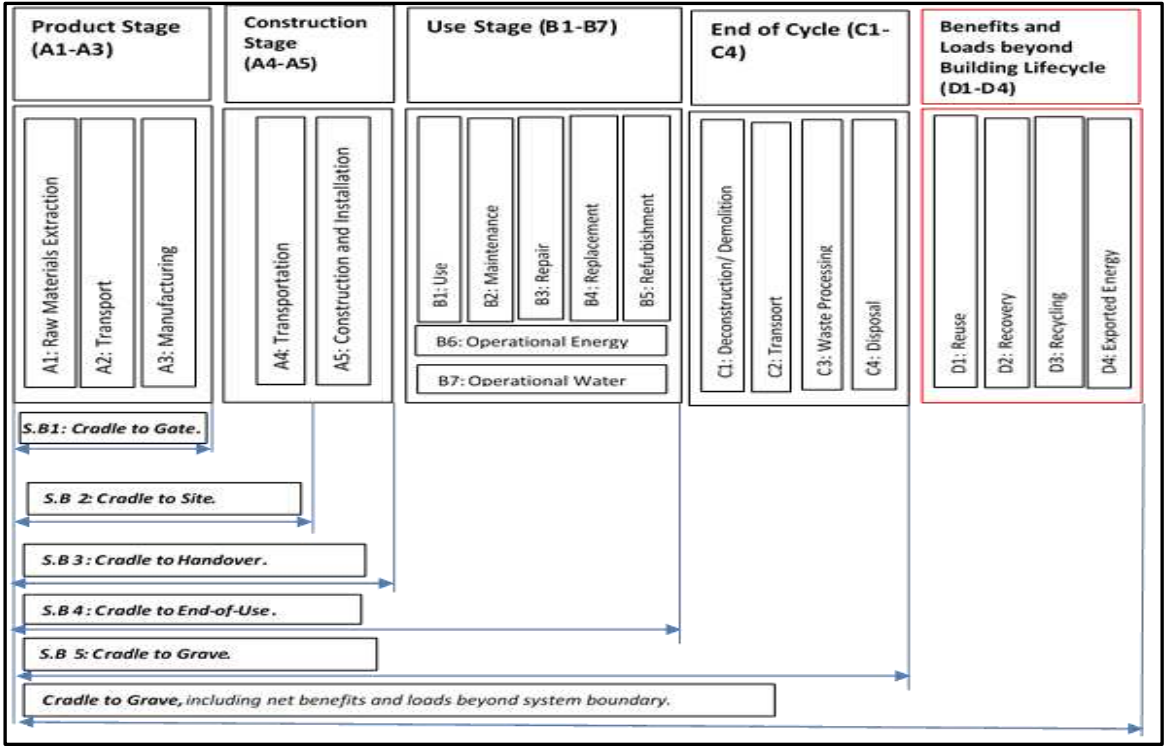 Product Stage
(A1-A3)
Construction
Stage
(A4-A5)
Use Stage (B1-B7)
End of Cycle (C1-
C4)
Benefits and
Loads beyond
Building Lifecycle
(D1-D4)
A1: Raw Materials Extraction
A2: Transport
A3: Manufacturing
A4: Transportation
A5: Construction and Installation
B1: Use
B2: Maintenance
B3: Repair
B4: Replacement
B5: Refurbishment
B6: Operational Energy
B7: Operational Water
C1: Deconstruction/ Demolition
C2: Transport
C3: Waste Processing
C4: Disposal
D1: Reuse
D2: Recovery
D3: Recycling
D4: Exported Energy
S.B1: Cradle to Gate.
S.B 2: Cradle to Site.
S.B 3: Cradle to Handover.
S.B 4: Cradle to End-of-Use.
S.B 5: Cradle to Grave.
Cradle to Grave, including net benefits and loads beyond system boundary.